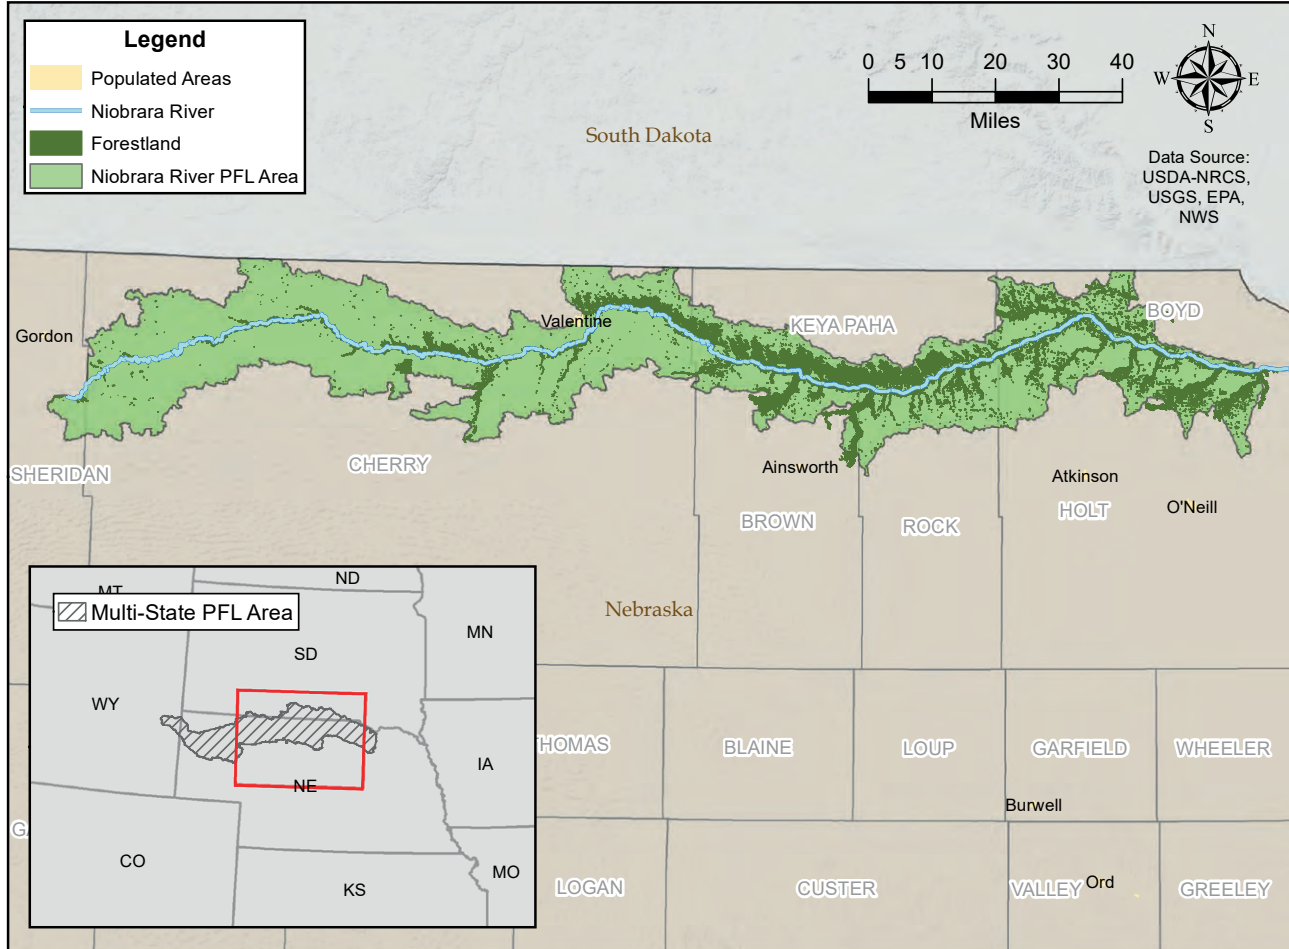 Legend
Populated Areas
Niobrara River
Forestland
Niobrara River PFL Area
0 5 10 20 30 40
Miles
N
W E
S
Data Source:
USDA-NRCS,
USGS, EPA,
NWS
South Dakota
Gordon
Valentine
KEYA PAHA
BOYD
SHERIDAN
CHERRY
Ainsworth
Atkinson
O'Neill
BROWN
ROCK
HOLT
Nebraska
THOMAS
BLAINE
LOUP
GARFIELD
WHEELER
Burwell
LOGAN
CUSTER
VALLEY
Ord
GREELEY
MT
ND
Multi-State PFL Area
MN
SD
WY
IA
NE
CO
KS
MO